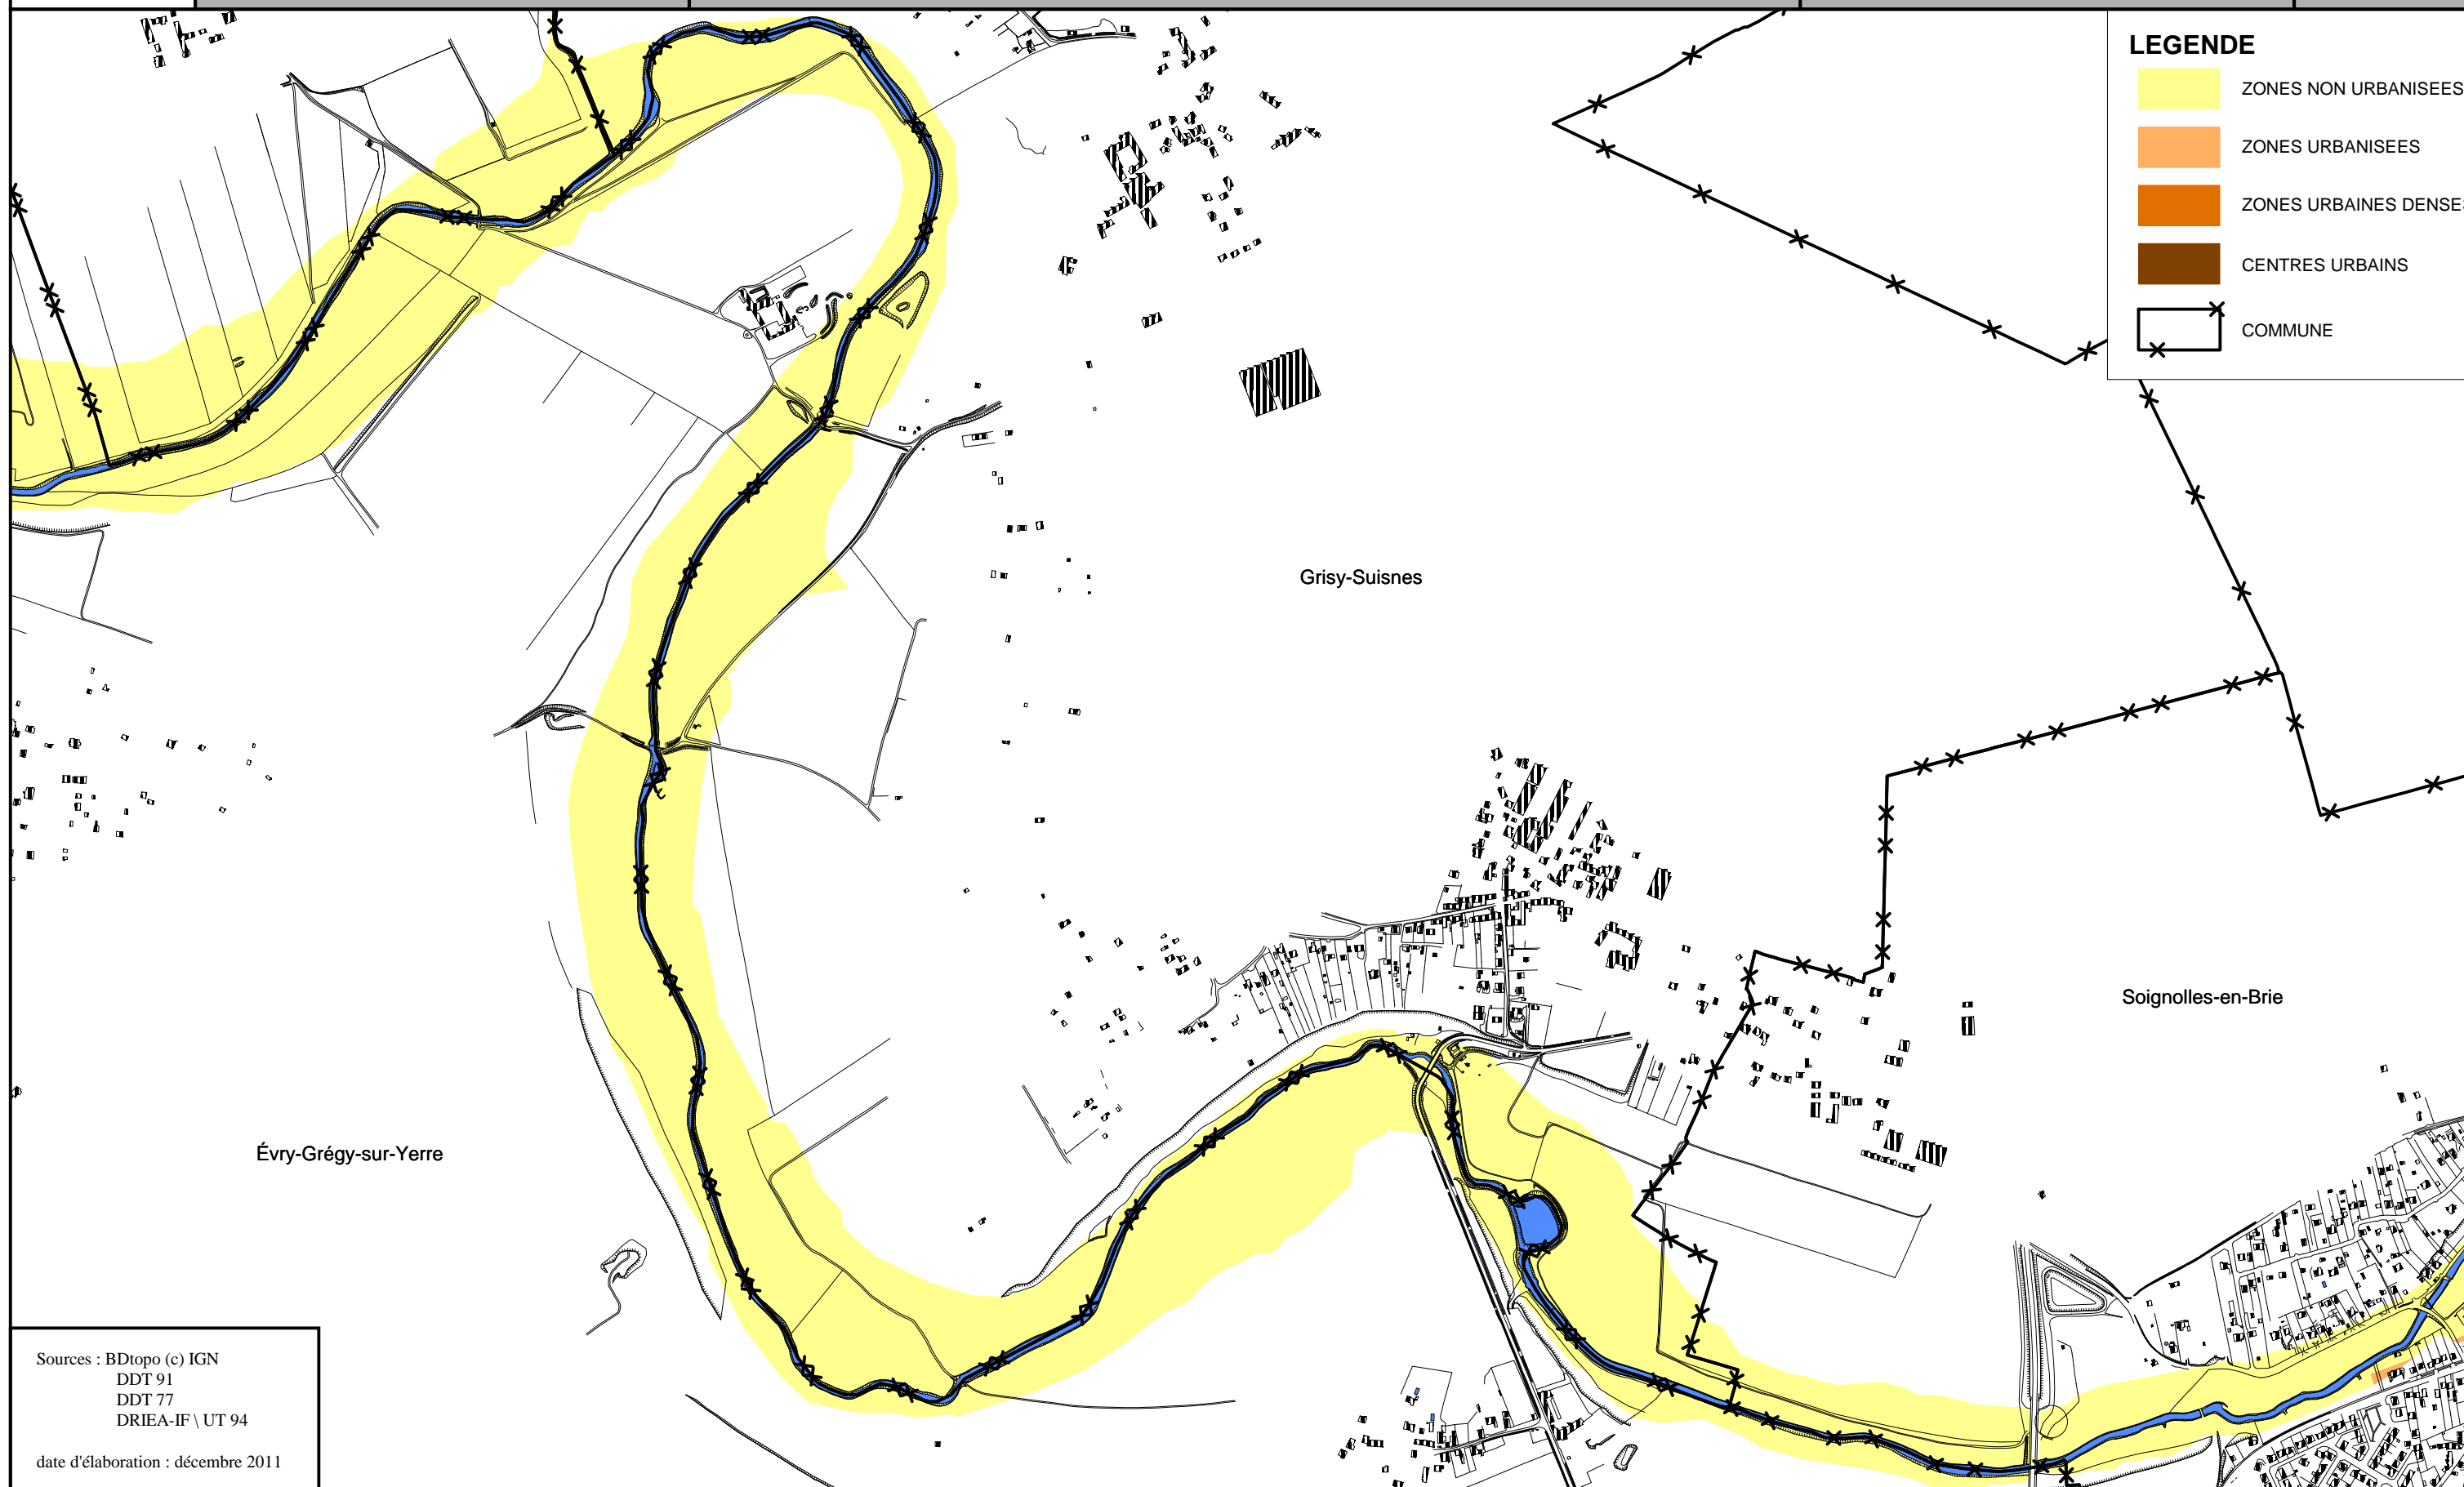 LEGENDE
ZONES NON URBANISEES
ZONES URBANISEES
ZONES URBAINES DENSES
CENTRES URBAINS
COMMUNE
Grisy-Suisnes
Soignolles-en-Brie
Évry-Grégy-sur-Yerre
Sources : BDtopo (c) IGN
DDT 91
DDT 77
DRIEA-IF \ UT 94
date d'élaboration : décembre 2011